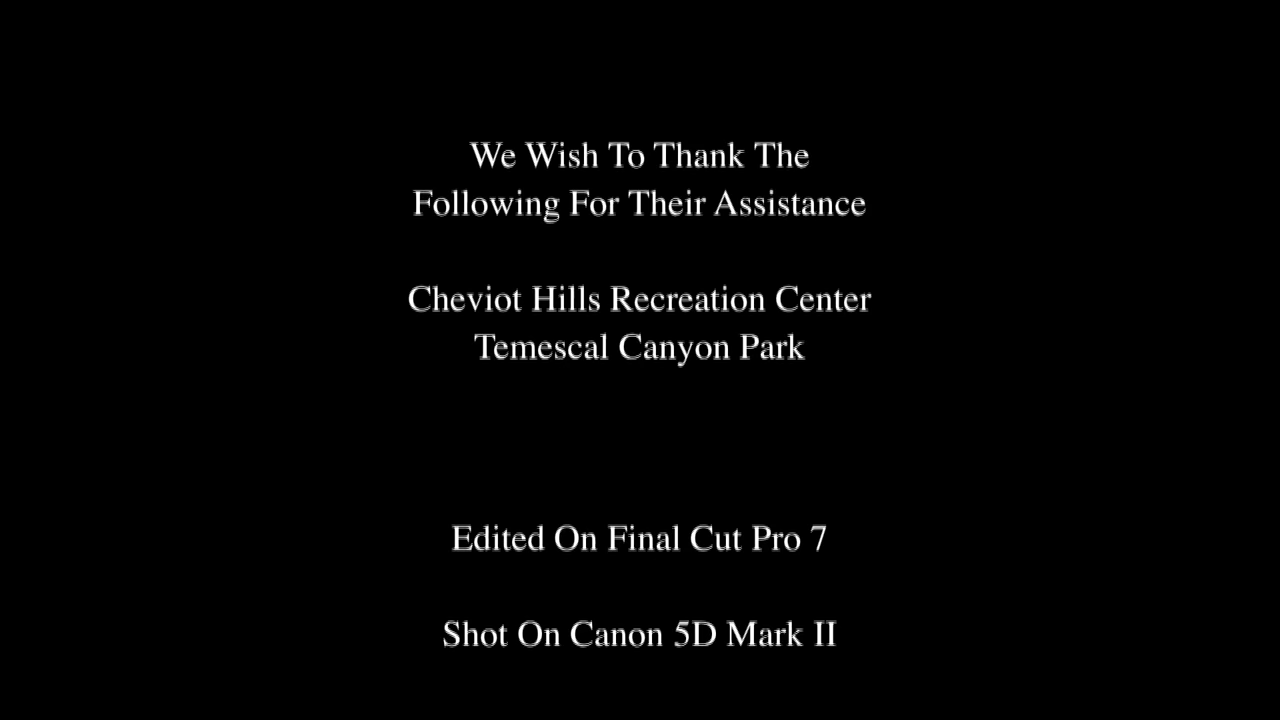 We Wish To Thank The
Following For Their Assistance
Cheviot Hills Recreation Center
Temescal Canyon Park
Edited On Final Cut Pro 7
Shot On Canon 5D Mark II